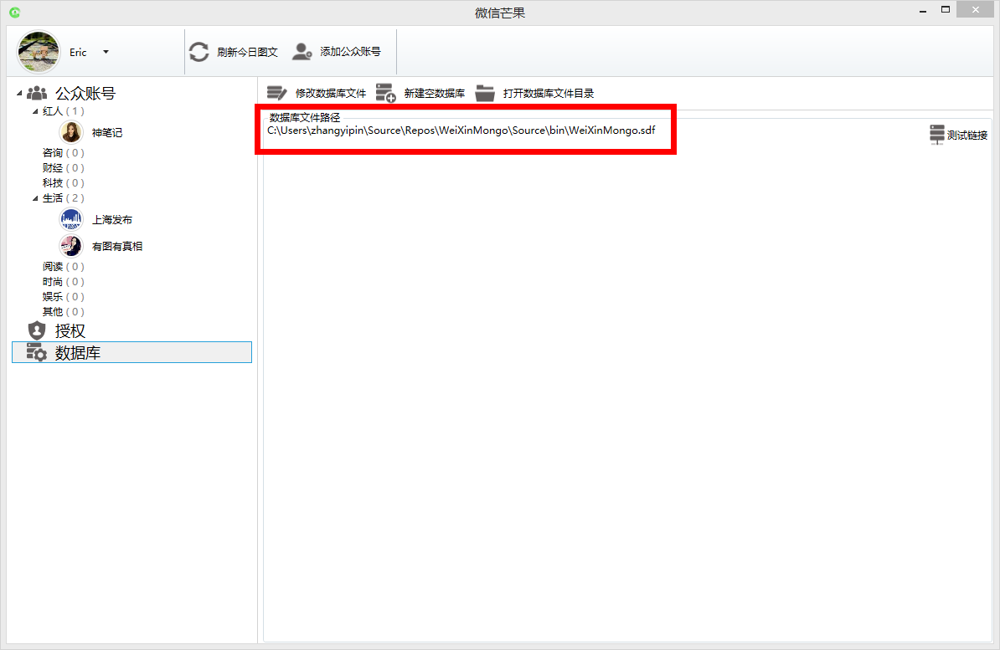 微信芒果
Eric
刷新今日图文
添加公众账号
公众账号
红人 ( 1 )
神笔记
咨询 ( 0 )
财经 ( 0 )
科技 ( 0 )
生活 ( 2 )
上海发布
有图有真相
阅读 ( 0 )
时尚 ( 0 )
娱乐 ( 0 )
其他 ( 0 )
授权
数据库
修改数据库文件
新建空数据库
打开数据库文件目录
数据库文件路径
C:\Users\zhangyipin\Source\Repos\WeiXinMongo\Source\bin\WeiXinMongo.sdf
测试链接